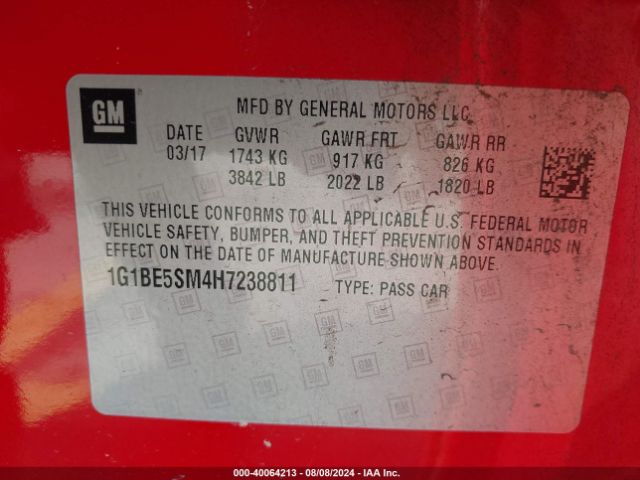 GM
MFD BY GENERAL MOTORS LLC
DATE GVWR GAWR FRT GAWR RR
03/17 1743 KG 917 KG 826 KG
3842 LB 2022 LB 1820 LB
THIS VEHICLE CONFORMS TO ALL APPLICABLE U.S. FEDERAL MOTOR
VEHICLE SAFETY, BUMPER, AND THEFT PREVENTION STANDARDS IN
EFFECT ON THE DATE OF MANUFACTURE SHOWN ABOVE.
1G1BE5SM4H7238811 TYPE: PASS CAR
000-40064213 - 08/08/2024 - IAA Inc.